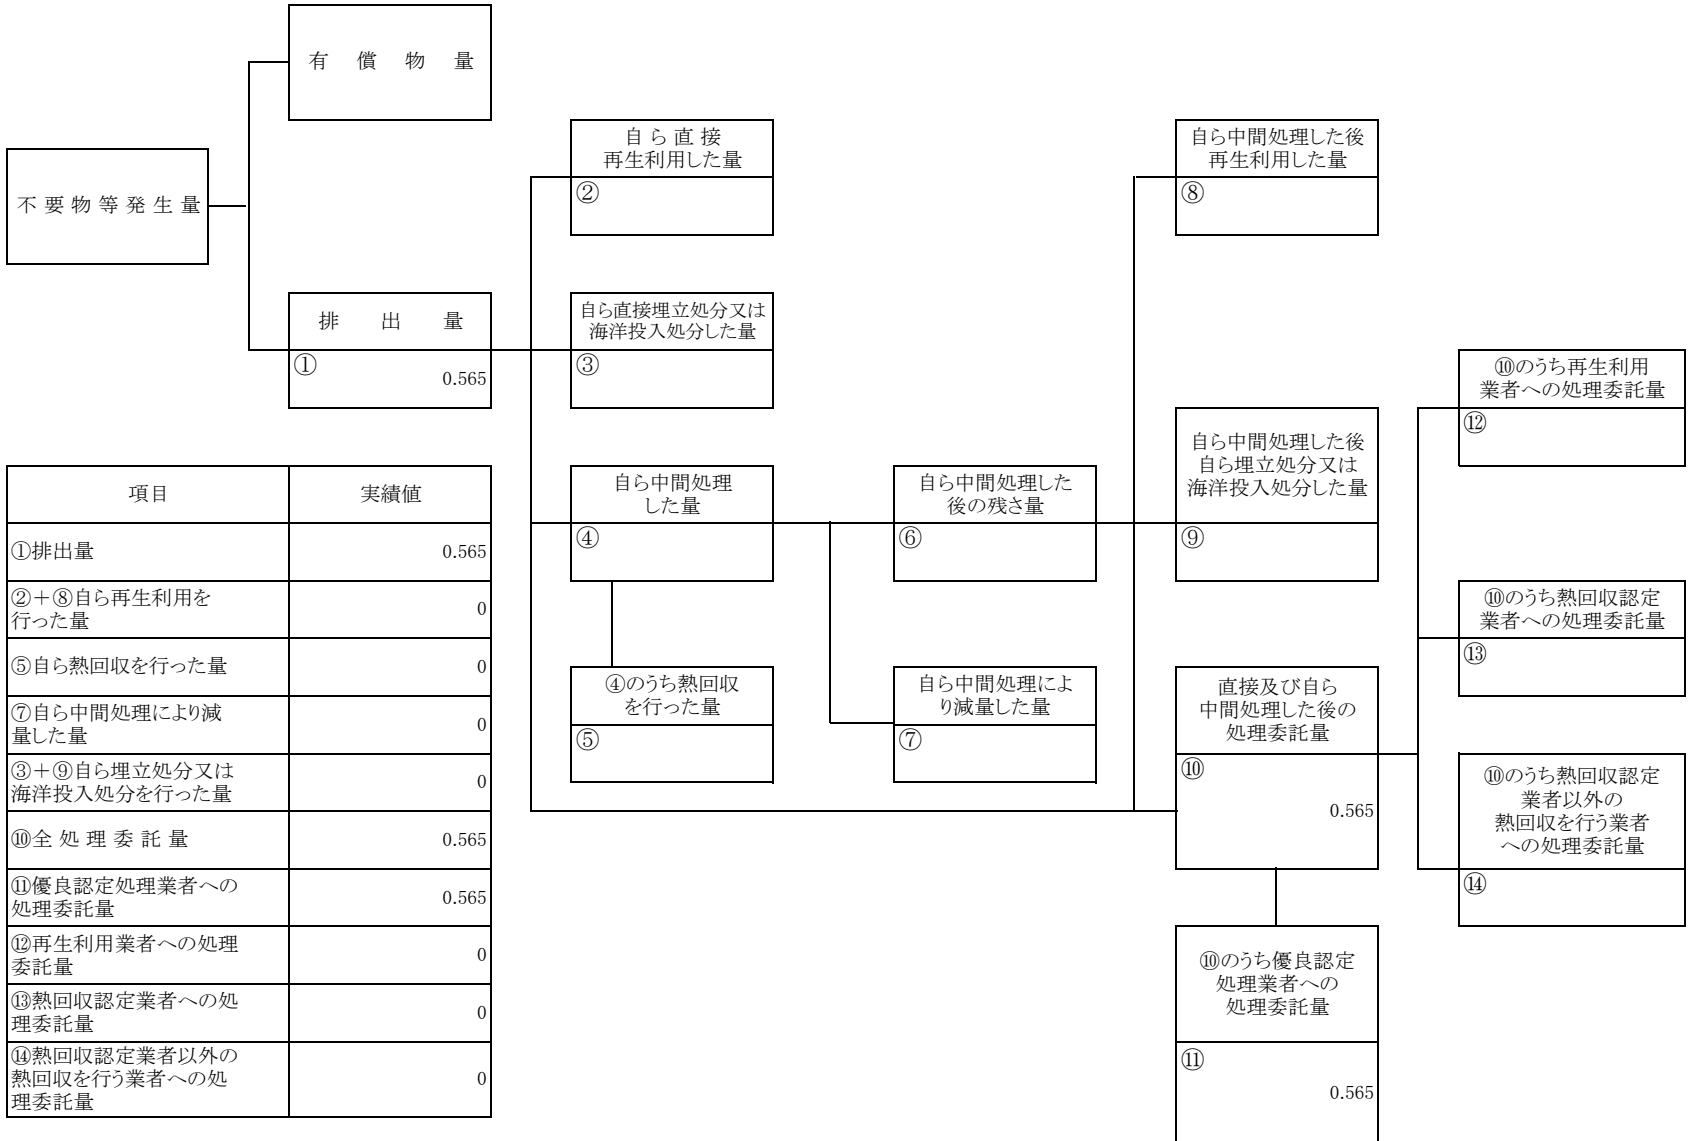 有償物量
不要物等発生量
排出量
①
0.565
自ら直接
再生利用した量
②
自ら直接埋立処分又は
海洋投入処分した量
③
自ら中間処理
した量
④
④のうち熱回収
を行った量
⑤
自ら中間処理した
後の残さ量
⑥
自ら中間処理によ
り減量した量
⑦
自ら中間処理した後
再生利用した量
⑧
自ら中間処理した後
自ら埋立処分又は
海洋投入処分した量
⑨
直接及び自ら
中間処理した後の
処理委託量
⑩
0.565
⑩のうち優良認定
処理業者への
処理委託量
⑪
0.565
⑩のうち再生利用
業者への処理委託量
⑫
⑩のうち熱回収認定
業者への処理委託量
⑬
⑩のうち熱回収認定
業者以外の
熱回収を行う業者
への処理委託量
⑭
項目 実績値
①排出量 0.565
②＋⑧自ら再生利用を
行った量 0
⑤自ら熱回収を行った量 0
⑦自ら中間処理により減
量した量 0
③＋⑨自ら埋立処分又は
海洋投入処分を行った量 0
⑩全処理委託量 0.565
⑪優良認定処理業者への
処理委託量 0.565
⑫再生利用業者への処理
委託量 0
⑬熱回収認定業者への処
理委託量 0
⑭熱回収認定業者以外の
熱回収を行う業者への処
理委託量 0